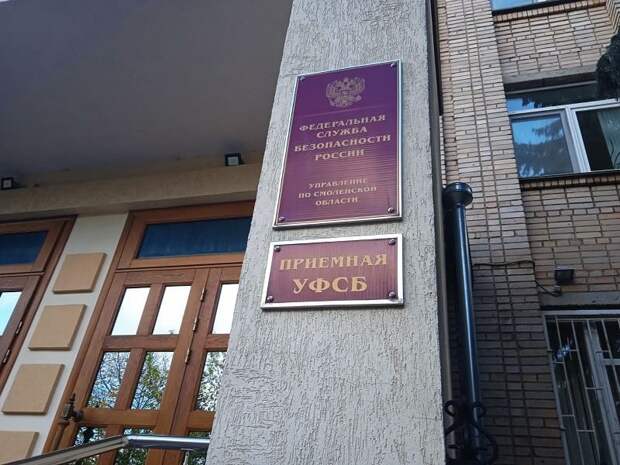 ФЕДЕРАЛЬНАЯ
СЛУЖБА
БЕЗОПАСНОСТИ
РОССИИ
УПРАВЛЕНИЕ
ПО СМОЛЕНСКОЙ
ОБЛАСТИ
ПРИЕМНАЯ
УФСБ